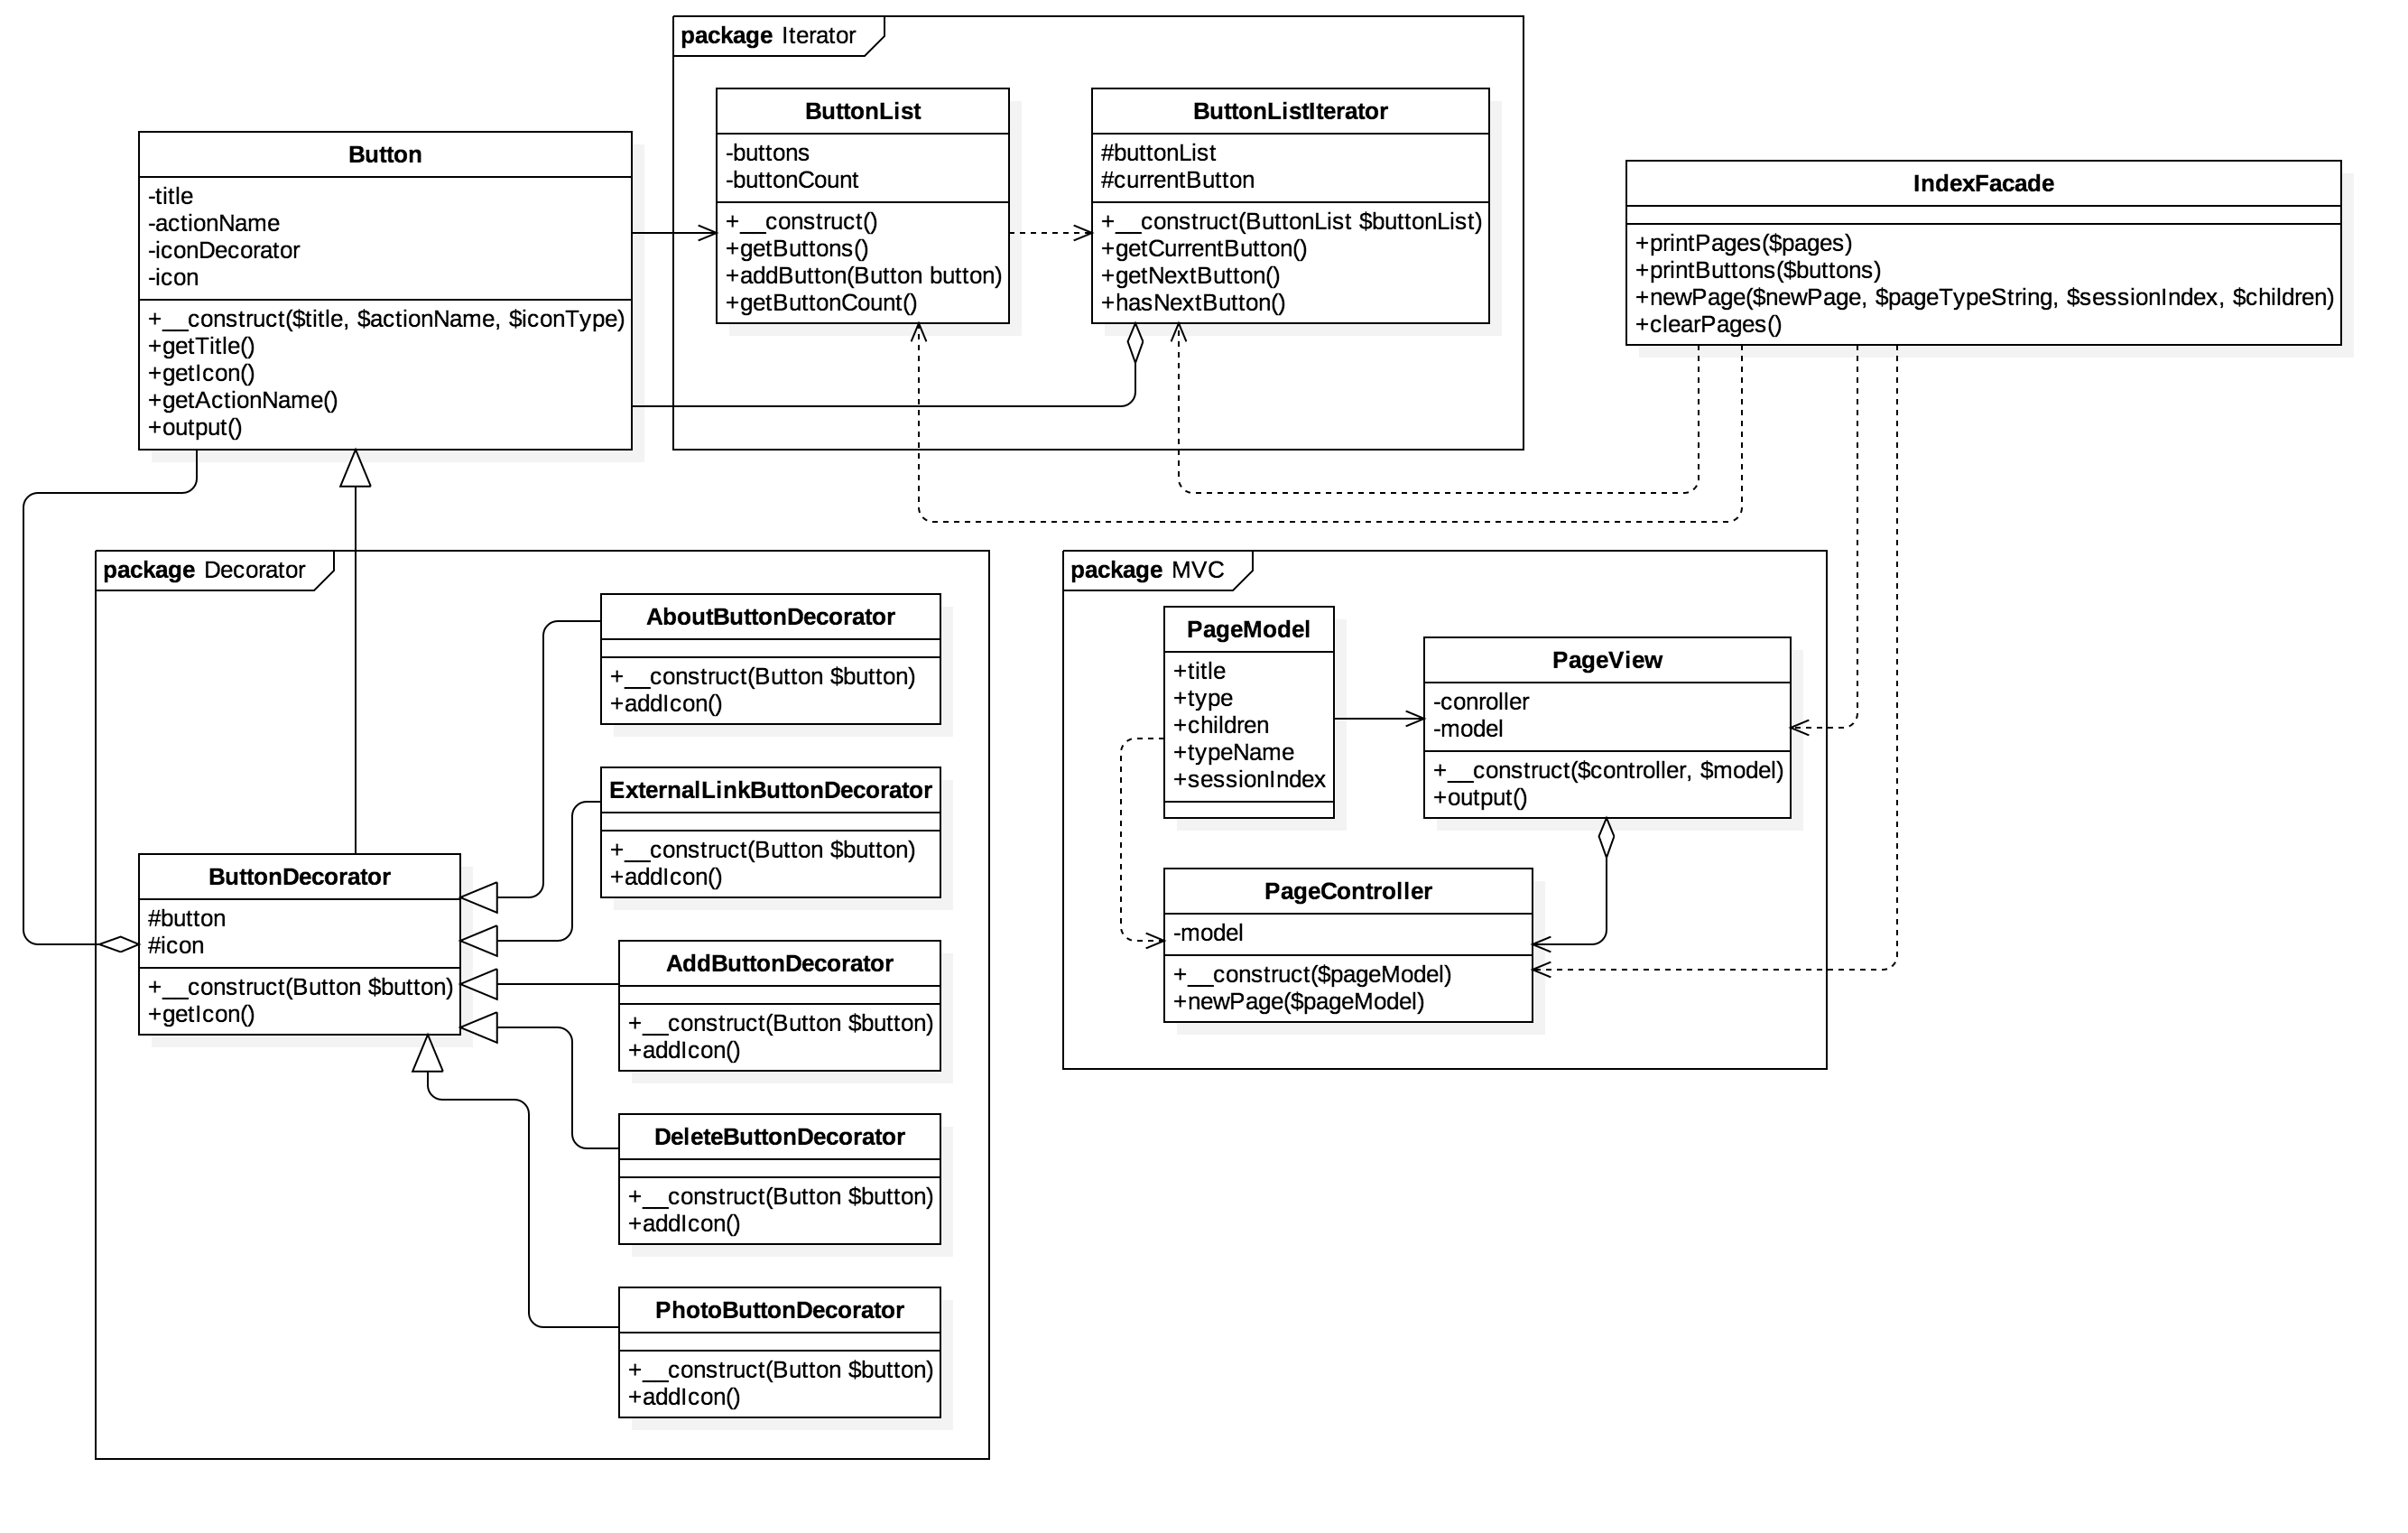 package Iterator
ButtonList
-buttons
-buttonCount
+__construct()
+getButtons()
+addButton(Button button)
+getButtonCount()
ButtonListIterator
#buttonList
#currentButton
+__construct(ButtonList $buttonList)
+getCurrentButton()
+getNextButton()
+hasNextButton()
Button
-title
-actionName
-iconDecorator
-icon
+__construct($title, $actionName, $iconType)
+getTitle()
+getIcon()
+getActionName()
+output()
IndexFacade
+printPages($pages)
+printButtons($buttons)
+newPage($newPage, $pageTypeString, $sessionIndex, $children)
+clearPages()
package Decorator
AboutButtonDecorator
+__construct(Button $button)
+addIcon()
ExternalLinkButtonDecorator
+__construct(Button $button)
+addIcon()
ButtonDecorator
#button
#icon
+__construct(Button $button)
+getIcon()
AddButtonDecorator
+__construct(Button $button)
+addIcon()
DeleteButtonDecorator
+__construct(Button $button)
+addIcon()
PhotoButtonDecorator
+__construct(Button $button)
+addIcon()
package MVC
PageModel
+title
+type
+children
+typeName
+sessionIndex
PageView
-conroller
-model
+__construct($controller, $model)
+output()
PageController
-model
+__construct($pageModel)
+newPage($pageModel)